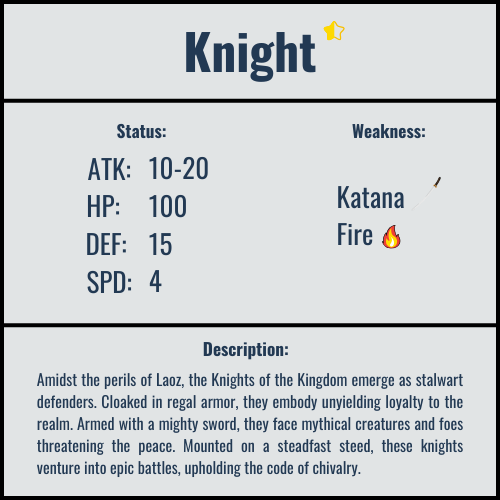 Knight
Status:
Weakness:
ATK: 10-20
HP: 100
DEF: 15
SPD: 4
Katana
Fire
Description:
Amidst the perils of Laoz, the Knights of the Kingdom emerge as stalwart
defenders. Cloaked in regal armor, they embody unyielding loyalty to the
realm. Armed with a mighty sword, they face mythical creatures and foes
threatening the peace. Mounted on a steadfast steed, these knights
venture into epic battles, upholding the code of chivalry.